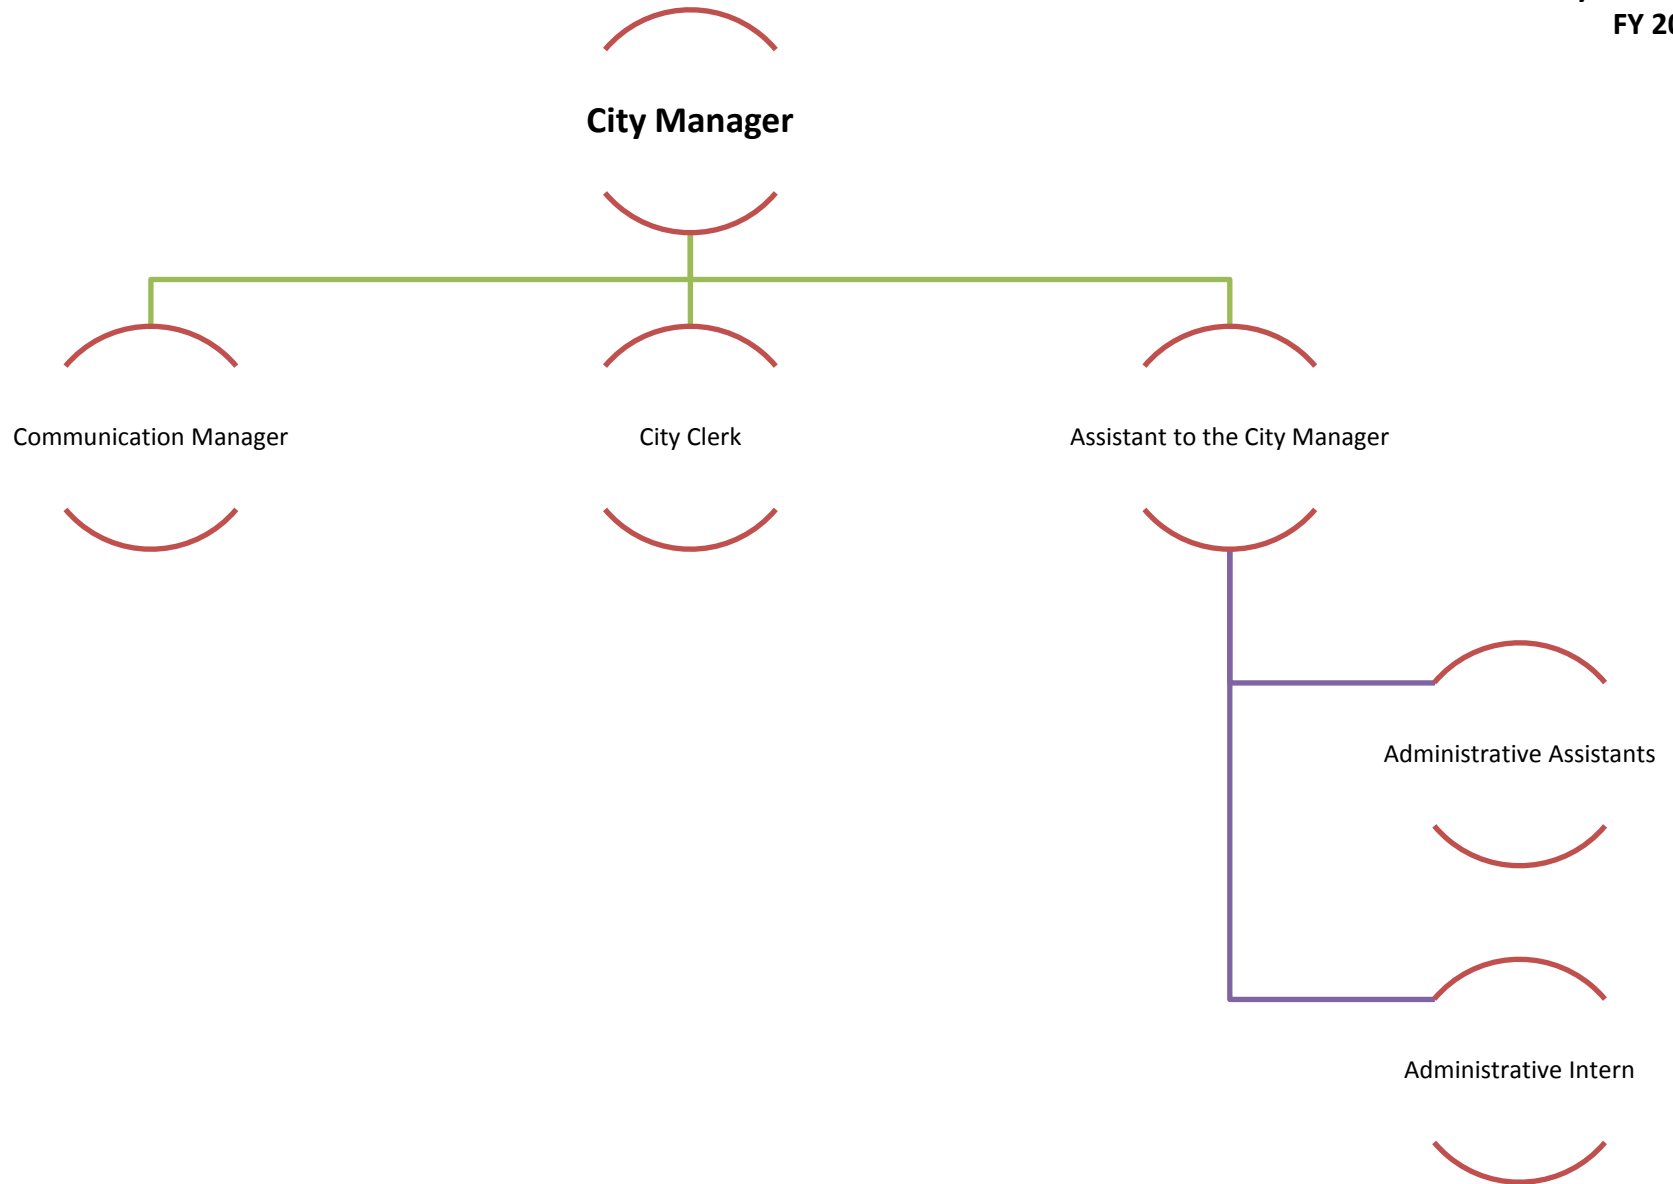 FY 20
City Manager
Communication Manager
City Clerk
Assistant to the City Manager
Administrative Assistants
Administrative Intern